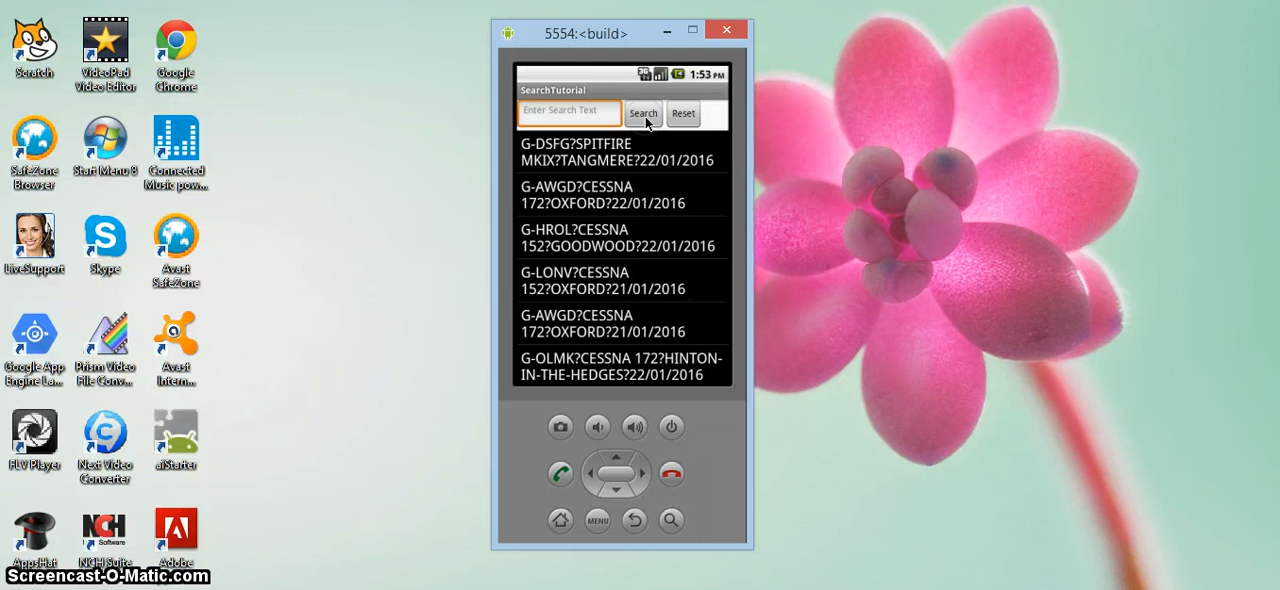 5554:<build>
1:53 PM
SearchTutorial
Enter Search Text
Search
Reset
G-DSFG?SPITFIRE
MKIX?TANGMERE?22/01/2016
G-AWGD?CESSNA
172?OXFORD?22/01/2016
G-HROL?CESSNA
152?GOODWOOD?22/01/2016
G-LONV?CESSNA
152?OXFORD?21/01/2016
G-AWGD?CESSNA
172?OXFORD?21/01/2016
G-OLMK?CESSNA 172?HINTON-
IN-THE-HEDGES?22/01/2016
MENU
Scratch
VideoPad
Video Editor
Google
Chrome
SafeZone
Browser
Start Menu 8
Connected
Music pow...
LiveSupport
Skype
Avast
SafeZone
Google App
Engine La...
Prism Video
File Conv...
Avast
Intern...
FLV Player
Next Video
Converter
aiStarter
AppsHat
NCH
Software
NCH Suite
Adobe
Screencast-O-Matic.com